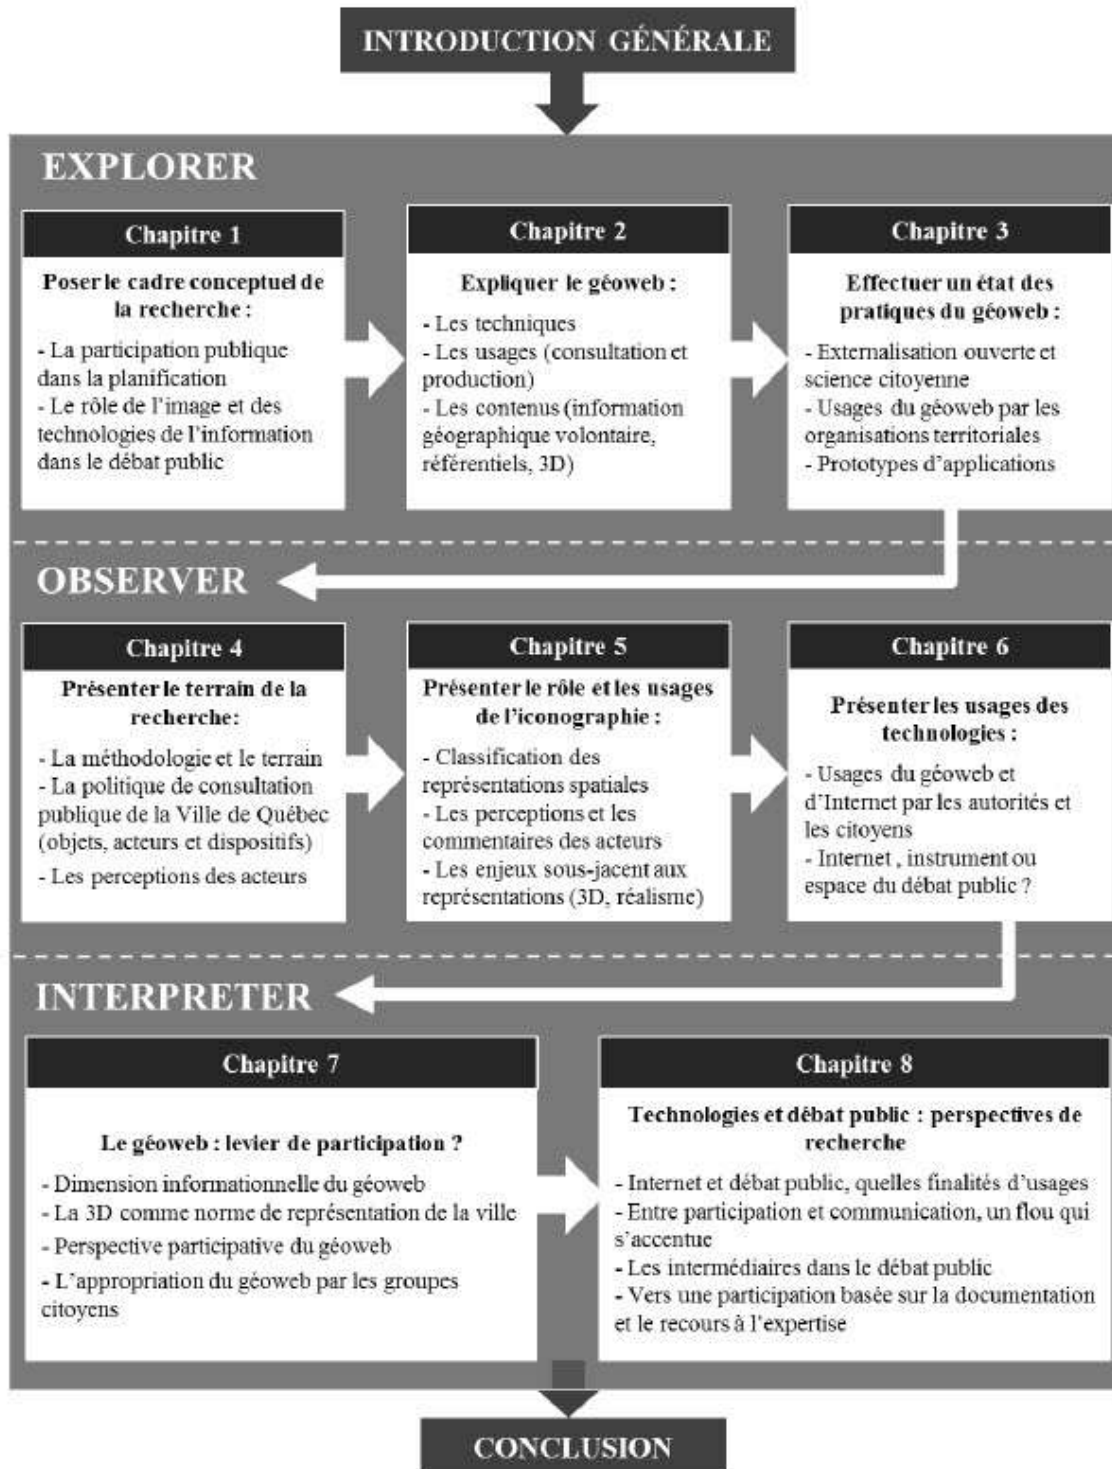 INTRODUCTION GÉNÉRALE
EXPLORER
Chapitre 1
Poser le cadre conceptuel de
la recherche :
- La participation publique
dans la planification
- Le rôle de l'image et des
technologies de l'information
dans le débat public
Chapitre 2
Expliquer le géoweb :
- Les techniques
- Les usages (consultation et
production)
- Les contenus (information
géographique volontaire,
référentiels, 3D)
Chapitre 3
Effectuer un état des
pratiques du géoweb :
- Externalisation ouverte et
science citoyenne
- Usages du géoweb par les
organisations territoriales
- Prototypes d'applications
OBSERVER
Chapitre 4
Présenter le terrain de la
recherche:
- La méthodologie et le terrain
- La politique de consultation
publique de la Ville de Québec
(objets, acteurs et dispositifs)
- Les perceptions des acteurs
Chapitre 5
Présenter le rôle et les usages
de l'iconographie :
- Classification des
représentations spatiales
- Les perceptions et les
commentaires des acteurs
- Les enjeux sous-jacent aux
représentations (3D, réalisme)
Chapitre 6
Présenter les usages des
technologies :
- Usages du géoweb et
d'Internet par les autorités et
les citoyens
- Internet , instrument ou
espace du débat public ?
INTERPRETER
Chapitre 7
Le géoweb : levier de participation ?
- Dimension informationnelle du géoweb
- La 3D comme norme de représentation de la ville
- Perspective participative du géoweb
- L'appropriation du géoweb par les groupes
citoyens
Chapitre 8
Technologies et débat public : perspectives de
recherche
- Internet et débat public, quelles finalités d'usages
- Entre participation et communication, un flou qui
s'accentue
- Les intermédiaires dans le débat public
- Vers une participation basée sur la documentation
et le recours à l'expertise
CONCLUSION